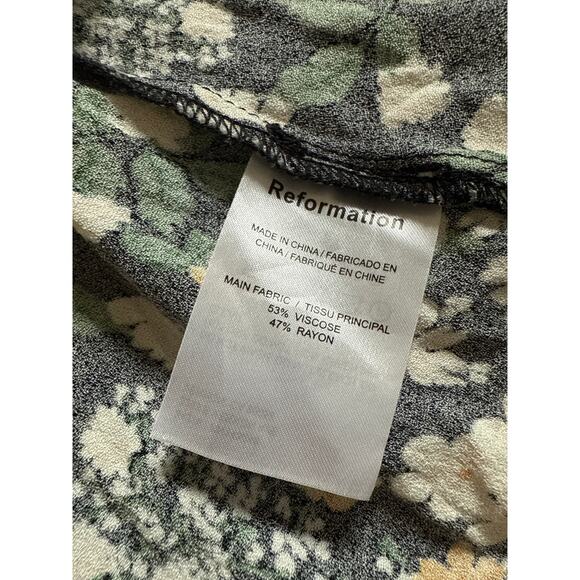 Reformation
MADE IN CHINA / FABRICADO EN
CHINA / FABRIQUÉ EN CHINE
MAIN FABRIC / TISSU PRINCIPAL
53% VISCOSE
47% RAYON